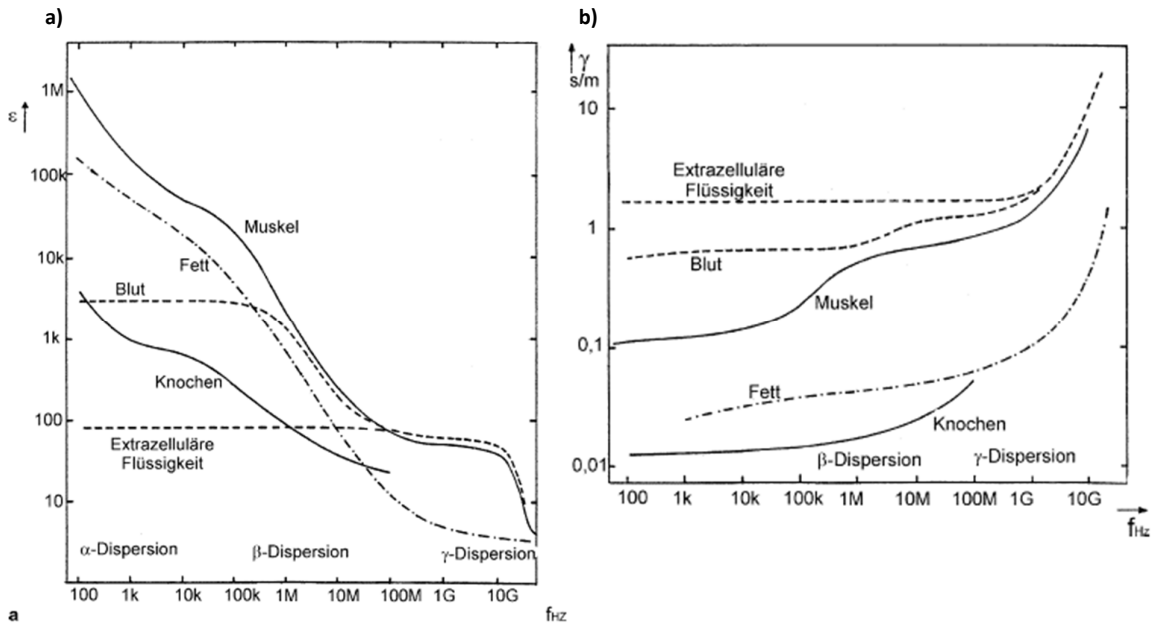 a)
1M
ε
100k
Muskel
10k
Fett
Blut
1k
Knochen
100
Extrazelluläre
Flüssigkeit
10
α-Dispersion
β-Dispersion
γ-Dispersion
100 1k 10k 100k 1M 10M 100M 1G 10G
a
fHZ
b)
γ
s/m
10
Extrazelluläre
Flüssigkeit
1
Blut
Muskel
0,1
Fett
Knochen
β-Dispersion
γ-Dispersion
0,01
100 1k 10k 100k 1M 10M 100M 1G 10G
fHz